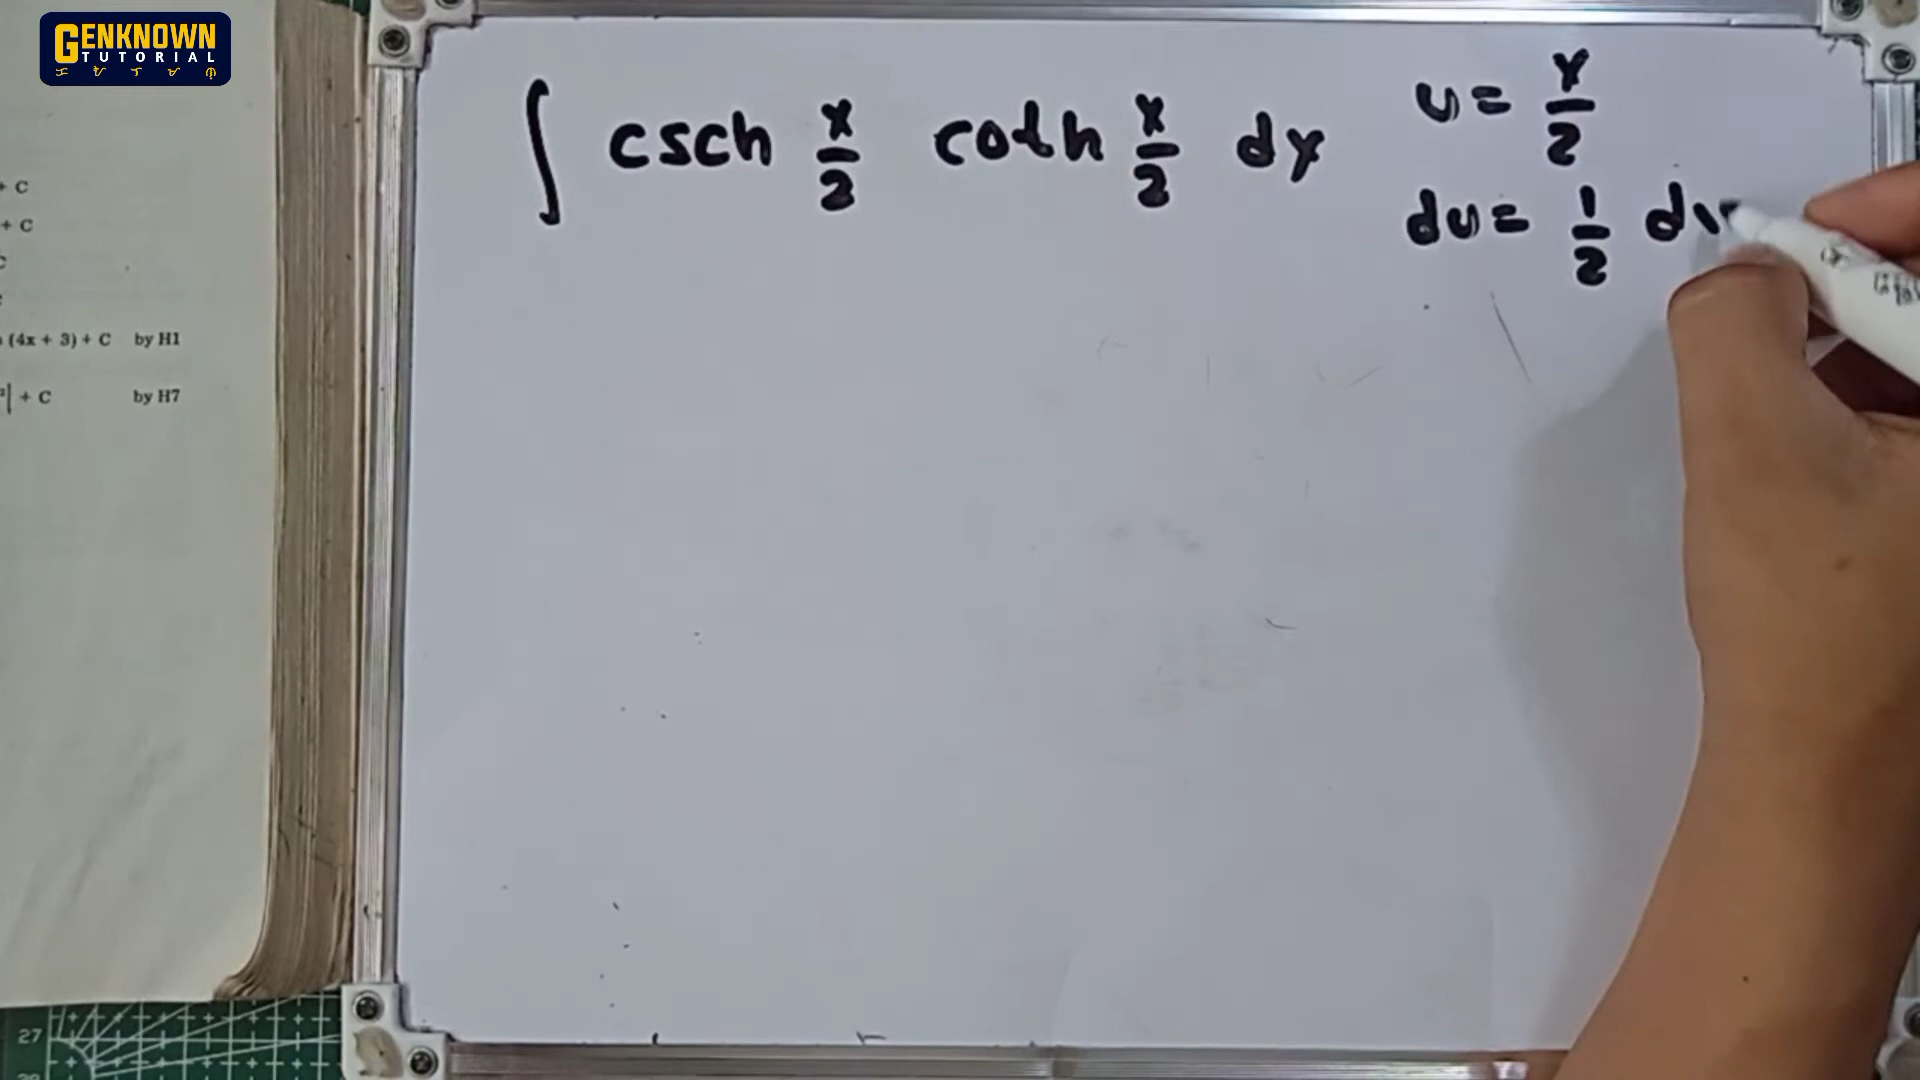 GENKNOWN
TUTORIAL
+ C
+ C
C
(4x + 3) + C by H1
| + C by H7
∫ csch x/2 coth x/2 dx
u = x/2
du = 1/2 dx
27